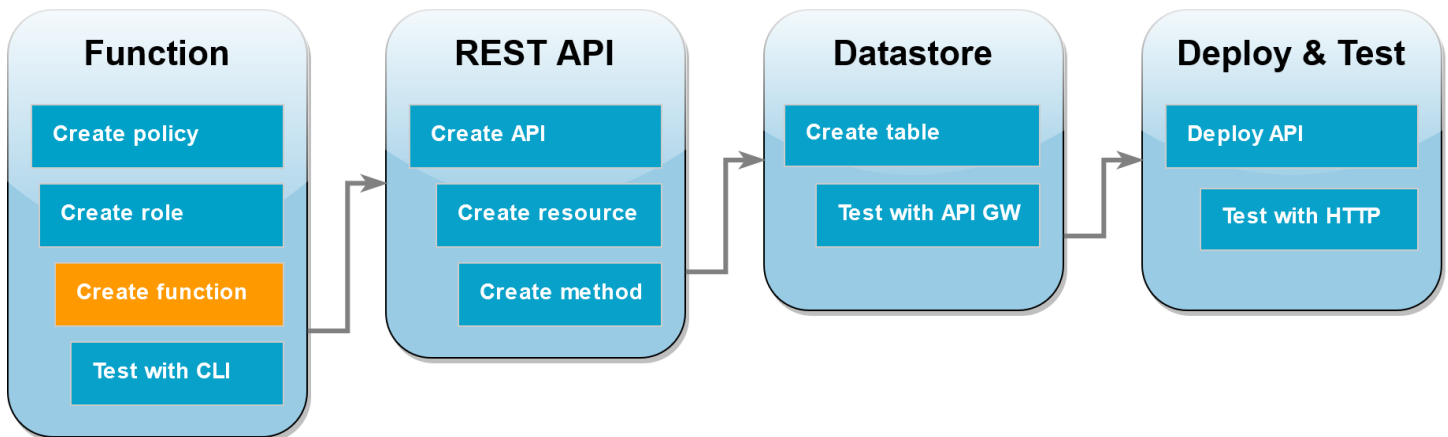 Function
Create policy
Create role
Create function
Test with CLI
REST API
Create API
Create resource
Create method
Datastore
Create table
Test with API GW
Deploy & Test
Deploy API
Test with HTTP